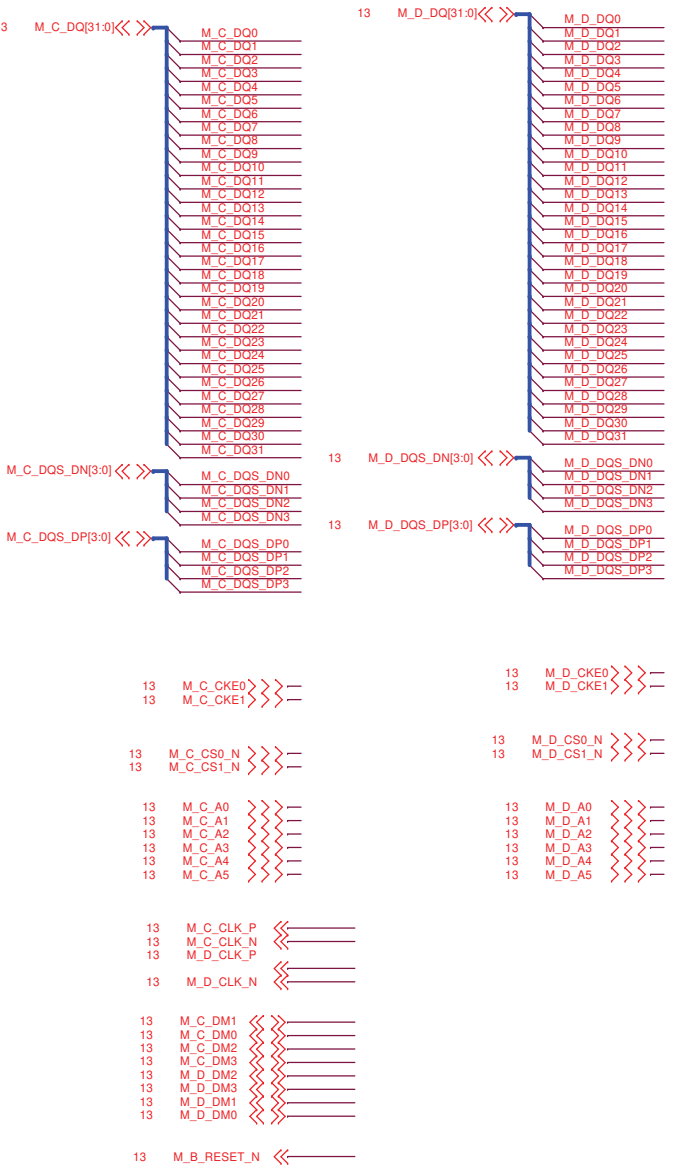 3 M_C_DQ[31:0]
M_C_DQ0
M_C_DQ1
M_C_DQ2
M_C_DQ3
M_C_DQ4
M_C_DQ5
M_C_DQ6
M_C_DQ7
M_C_DQ8
M_C_DQ9
M_C_DQ10
M_C_DQ11
M_C_DQ12
M_C_DQ13
M_C_DQ14
M_C_DQ15
M_C_DQ16
M_C_DQ17
M_C_DQ18
M_C_DQ19
M_C_DQ20
M_C_DQ21
M_C_DQ22
M_C_DQ23
M_C_DQ24
M_C_DQ25
M_C_DQ26
M_C_DQ27
M_C_DQ28
M_C_DQ29
M_C_DQ30
M_C_DQ31
M_C_DQS_DN[3:0]
M_C_DQS_DN0
M_C_DQS_DN1
M_C_DQS_DN2
M_C_DQS_DN3
M_C_DQS_DP[3:0]
M_C_DQS_DP0
M_C_DQS_DP1
M_C_DQS_DP2
M_C_DQS_DP3
13 M_D_DQ[31:0]
M_D_DQ0
M_D_DQ1
M_D_DQ2
M_D_DQ3
M_D_DQ4
M_D_DQ5
M_D_DQ6
M_D_DQ7
M_D_DQ8
M_D_DQ9
M_D_DQ10
M_D_DQ11
M_D_DQ12
M_D_DQ13
M_D_DQ14
M_D_DQ15
M_D_DQ16
M_D_DQ17
M_D_DQ18
M_D_DQ19
M_D_DQ20
M_D_DQ21
M_D_DQ22
M_D_DQ23
M_D_DQ24
M_D_DQ25
M_D_DQ26
M_D_DQ27
M_D_DQ28
M_D_DQ29
M_D_DQ30
M_D_DQ31
13 M_D_DQS_DN[3:0]
M_D_DQS_DN0
M_D_DQS_DN1
M_D_DQS_DN2
M_D_DQS_DN3
13 M_D_DQS_DP[3:0]
M_D_DQS_DP0
M_D_DQS_DP1
M_D_DQS_DP2
M_D_DQS_DP3
13 M_C_CKE0
13 M_C_CKE1
13 M_D_CKE0
13 M_D_CKE1
13 M_C_CS0_N
13 M_C_CS1_N
13 M_D_CS0_N
13 M_D_CS1_N
13 M_C_A0
13 M_C_A1
13 M_C_A2
13 M_C_A3
13 M_C_A4
13 M_C_A5
13 M_D_A0
13 M_D_A1
13 M_D_A2
13 M_D_A3
13 M_D_A4
13 M_D_A5
13 M_C_CLK_P
13 M_C_CLK_N
13 M_D_CLK_P
13 M_D_CLK_N
13 M_C_DM1
13 M_C_DM0
13 M_C_DM2
13 M_C_DM3
13 M_D_DM2
13 M_D_DM3
13 M_D_DM1
13 M_D_DM0
13 M_B_RESET_N